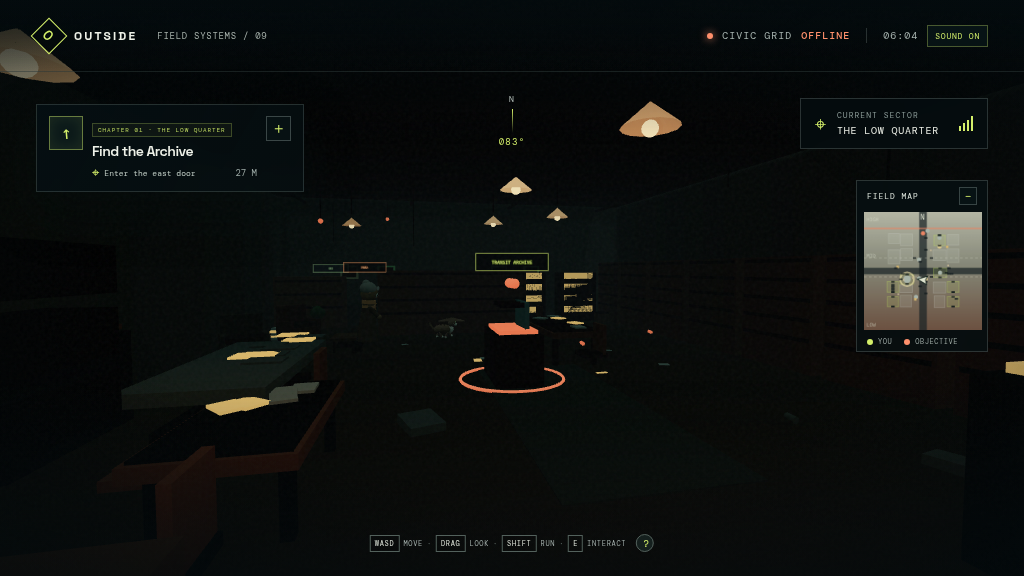 OUTSIDE
FIELD SYSTEMS / 09
CIVIC GRID OFFLINE
06:04
SOUND ON
CHAPTER 01 · THE LOW QUARTER
Find the Archive
Enter the east door
27 M
N
083°
CURRENT SECTOR
THE LOW QUARTER
FIELD MAP
N
LOW
YOU
OBJECTIVE
TRANSIT ARCHIVE
WASD MOVE · DRAG LOOK · SHIFT RUN · E INTERACT ?